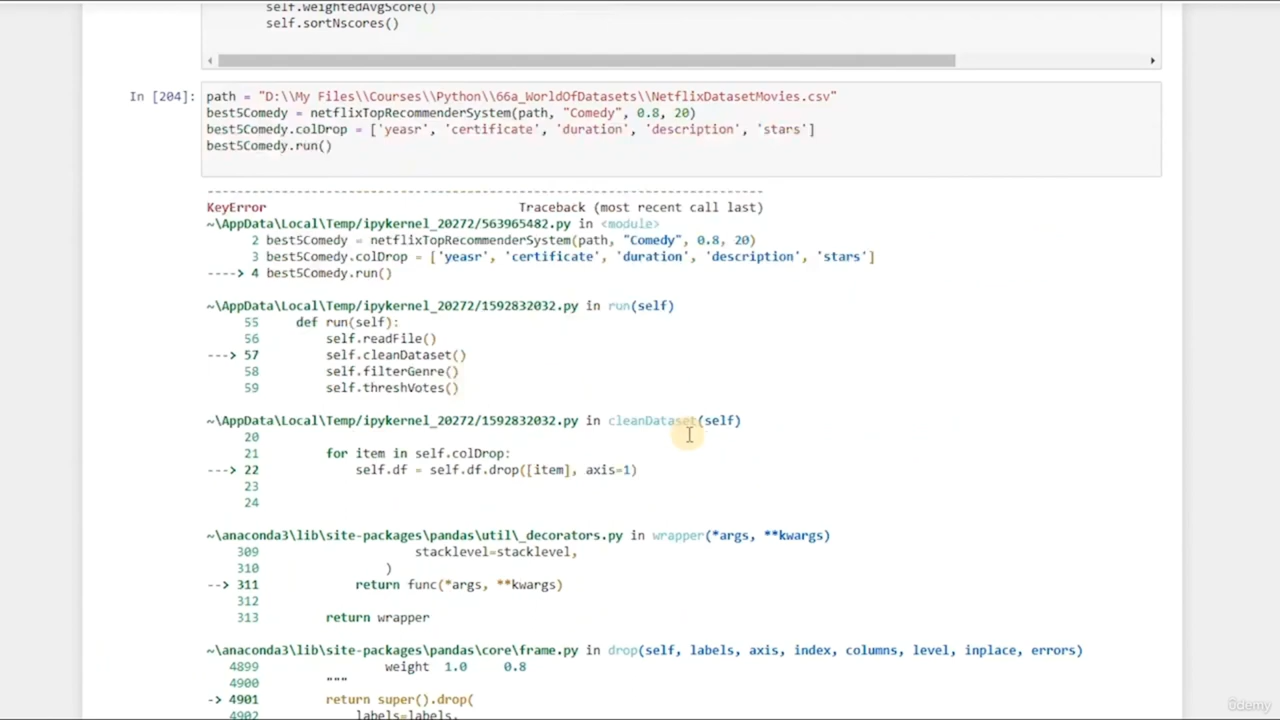 self.weightedAvgScore()
self.sortNscores()
In [204]: path = "D:\\My Files\\Courses\\Python\\66a_WorldOfDatasets\\NetflixDatasetMovies.csv"
best5Comedy = netflixTopRecommenderSystem(path, "Comedy", 0.8, 20)
best5Comedy.colDrop = ['yeasr', 'certificate', 'duration', 'description', 'stars']
best5Comedy.run()
---------------------------------------------------------------------------
KeyError                                  Traceback (most recent call last)
~\AppData\Local\Temp/ipykernel_20272/563965482.py in <module>
      2 best5Comedy = netflixTopRecommenderSystem(path, "Comedy", 0.8, 20)
      3 best5Comedy.colDrop = ['yeasr', 'certificate', 'duration', 'description', 'stars']
----> 4 best5Comedy.run()
~\AppData\Local\Temp/ipykernel_20272/1592832032.py in run(self)
     55     def run(self):
     56         self.readFile()
---> 57         self.cleanDataset()
     58         self.filterGenre()
     59         self.threshVotes()
~\AppData\Local\Temp/ipykernel_20272/1592832032.py in cleanDataset(self)
     20
     21         for item in self.colDrop:
---> 22             self.df = self.df.drop([item], axis=1)
     23
     24
~\anaconda3\lib\site-packages\pandas\util\_decorators.py in wrapper(*args, **kwargs)
    309                     stacklevel=stacklevel,
    310                 )
--> 311             return func(*args, **kwargs)
    312
    313         return wrapper
~\anaconda3\lib\site-packages\pandas\core\frame.py in drop(self, labels, axis, index, columns, level, inplace, errors)
   4899                 weight  1.0     0.8
   4900         """
-> 4901         return super().drop(
   4902             labels=labels,
ûdemy